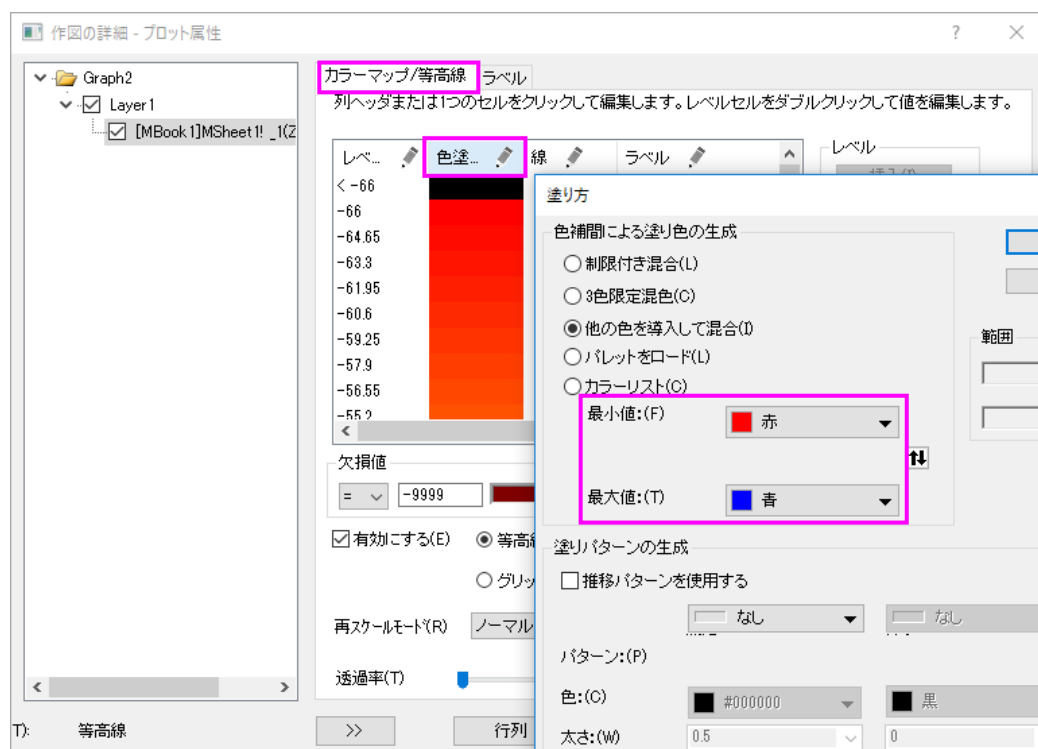 作図の詳細 - プロット属性
?
Graph2
Layer1
[MBook1]MSheet1! _1(Z
カラーマップ/等高線 ラベル
列ヘッダまたは1つのセルをクリックして編集します。レベルセルをダブルクリックして値を編集します。
レベ... 色塗... 線 ラベル
< -66
-66
-64.65
-63.3
-61.95
-60.6
-59.25
-57.9
-56.55
-55.2
レベル
塗り方
色補間による塗り色の生成
制限付き混合(L)
3色限定混色(C)
他の色を導入して混合(I)
パレットをロード(L)
カラーリスト(C)
最小値:(F) 赤
最大値:(T) 青
範囲
欠損値
= -9999
有効にする(E) 等高
グリッ
再スケールモード(R) ノーマル
透過率(T)
塗りパターンの生成
推移パターンを使用する
なし なし
パターン:(P)
色:(C) #000000 黒
太さ:(W) 0.5 0
T): 等高線 >> 行列